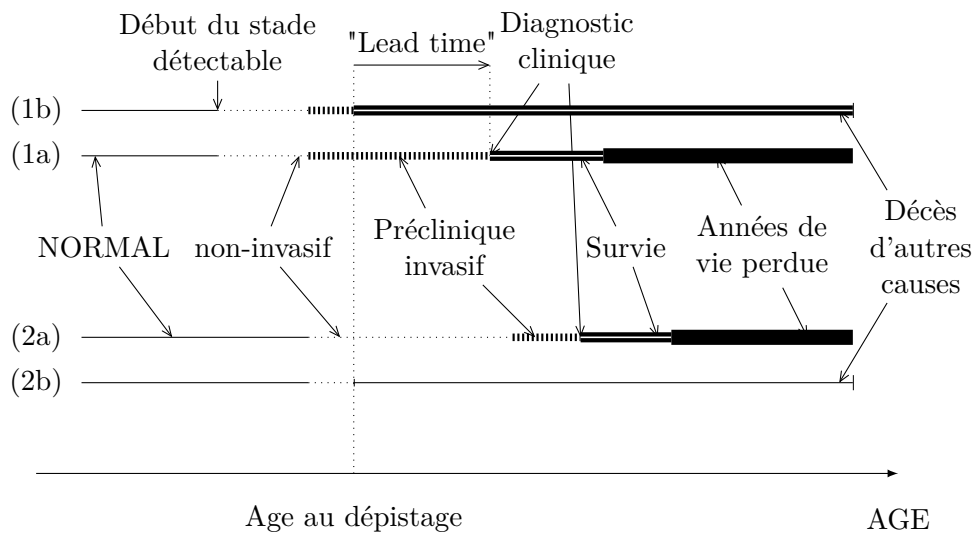 Début du stade
détectable
"Lead time"
Diagnostic
clinique
(1b)
(1a)
NORMAL
non-invasif
Préclinique
invasif
Survie
Années de
vie perdue
Décès
d'autres
causes
(2a)
(2b)
Age au dépistage
AGE